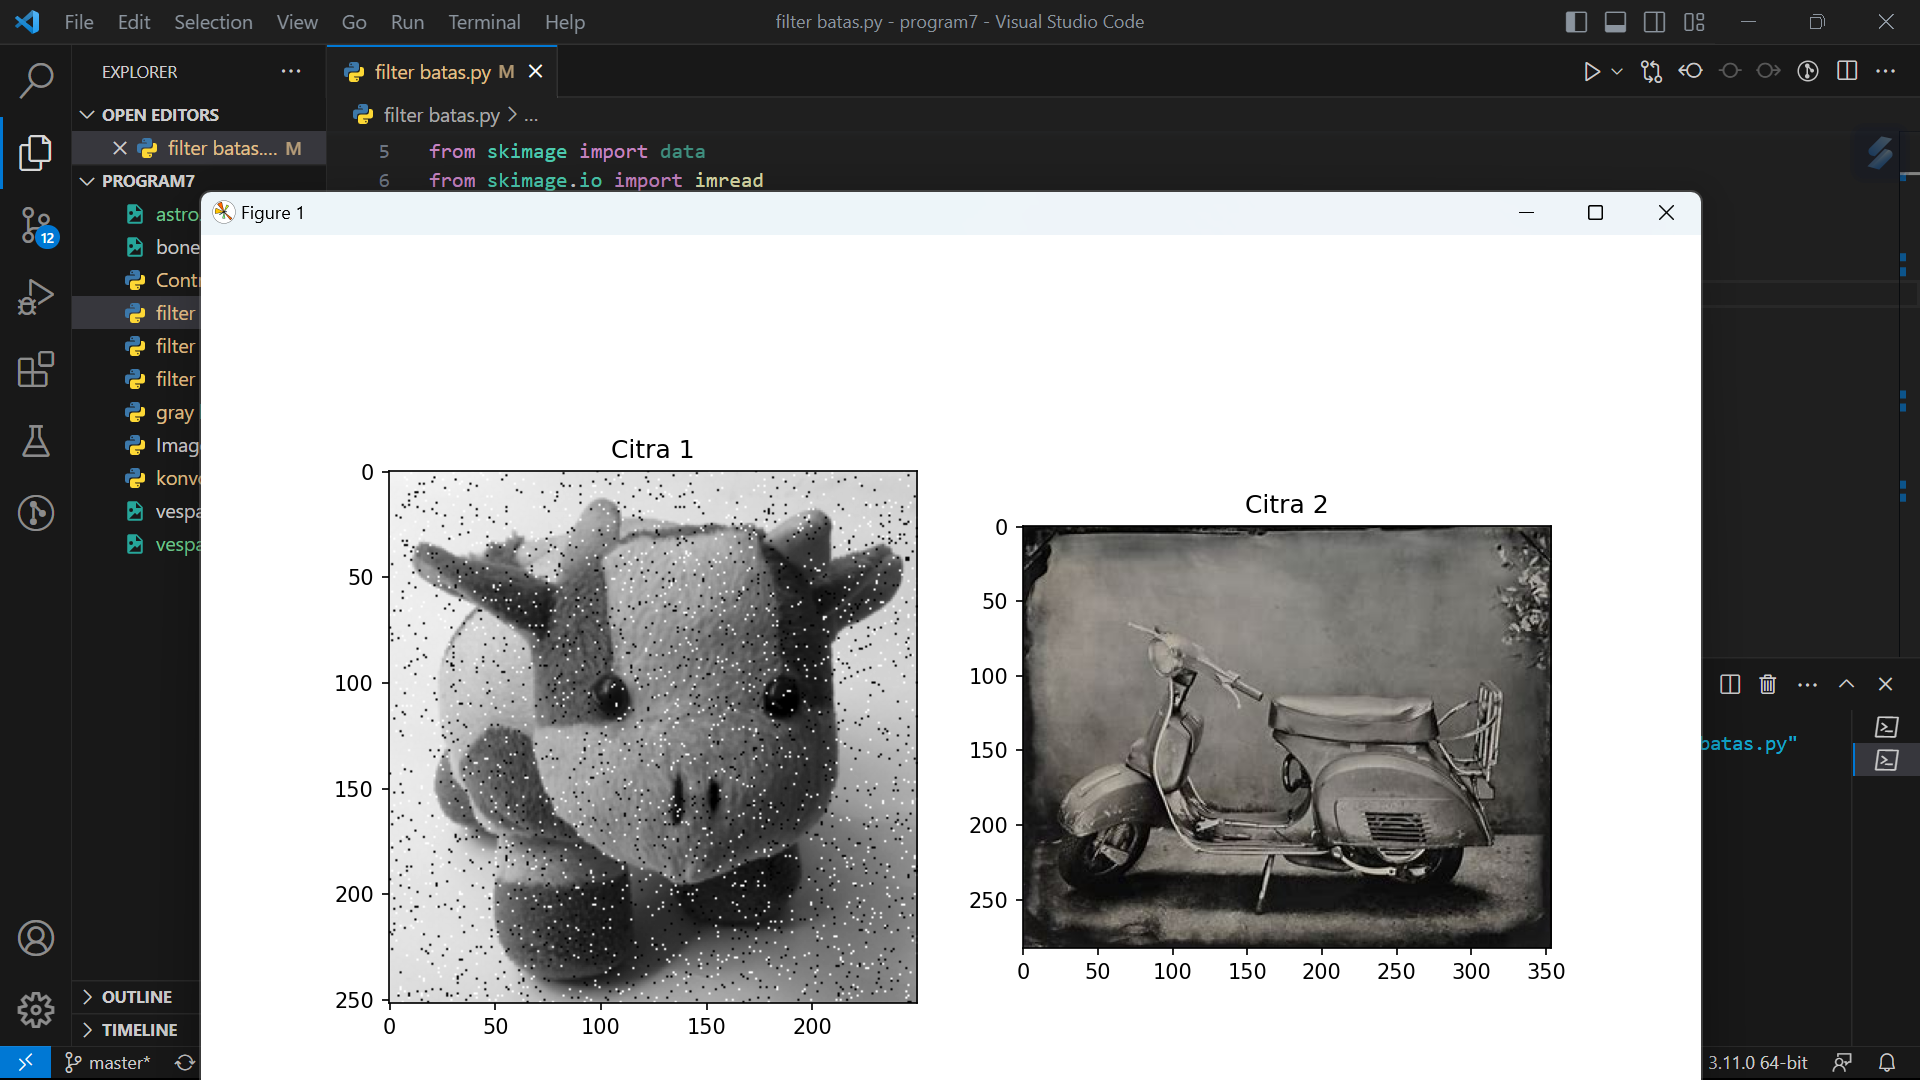 File Edit Selection View Go Run Terminal Help
filter batas.py - program7 - Visual Studio Code
EXPLORER
filter batas.py M
OPEN EDITORS
filter batas.... M
PROGRAM7
astro
bone
Cont
filter
filter
filter
gray
Imag
konv
vespa
vespa
OUTLINE
TIMELINE
12
filter batas.py > ...
5 from skimage import data
6 from skimage.io import imread
Figure 1
Citra 1
0
50
100
150
200
250
0 50 100 150 200
Citra 2
0
50
100
150
200
250
0 50 100 150 200 250 300 350
batas.py"
master*
3.11.0 64-bit